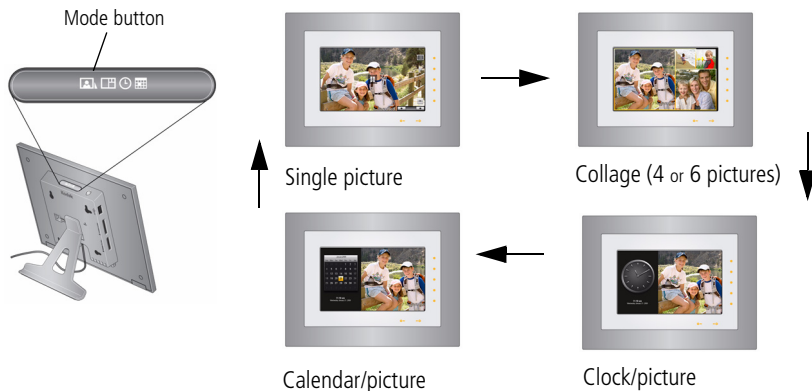 Mode button
Single picture
Collage (4 or 6 pictures)
Calendar/picture
Clock/picture